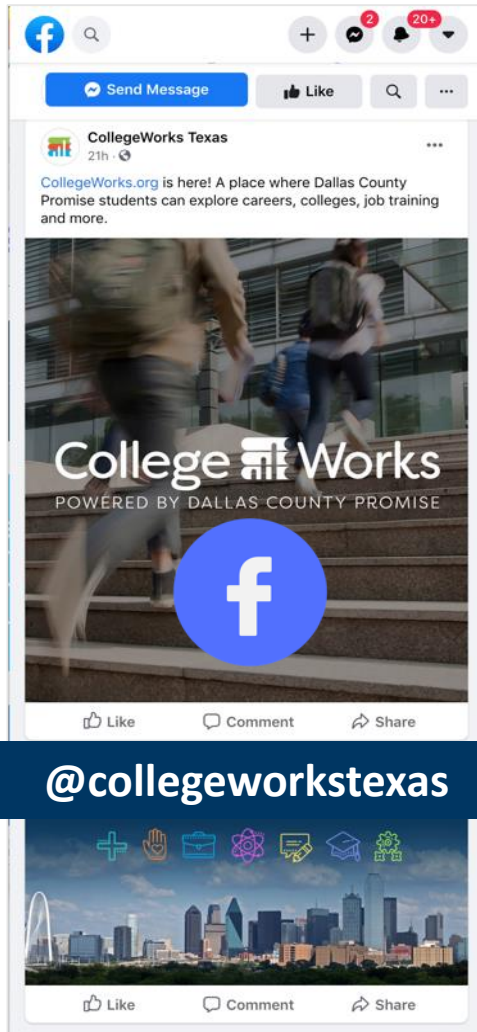 2
20+
Send Message
Like
CollegeWorks Texas
21h ·
CollegeWorks.org is here! A place where Dallas County
Promise students can explore careers, colleges, job training
and more.
College Works
POWERED BY DALLAS COUNTY PROMISE
Like Comment Share
@collegeworkstexas
Like Comment Share